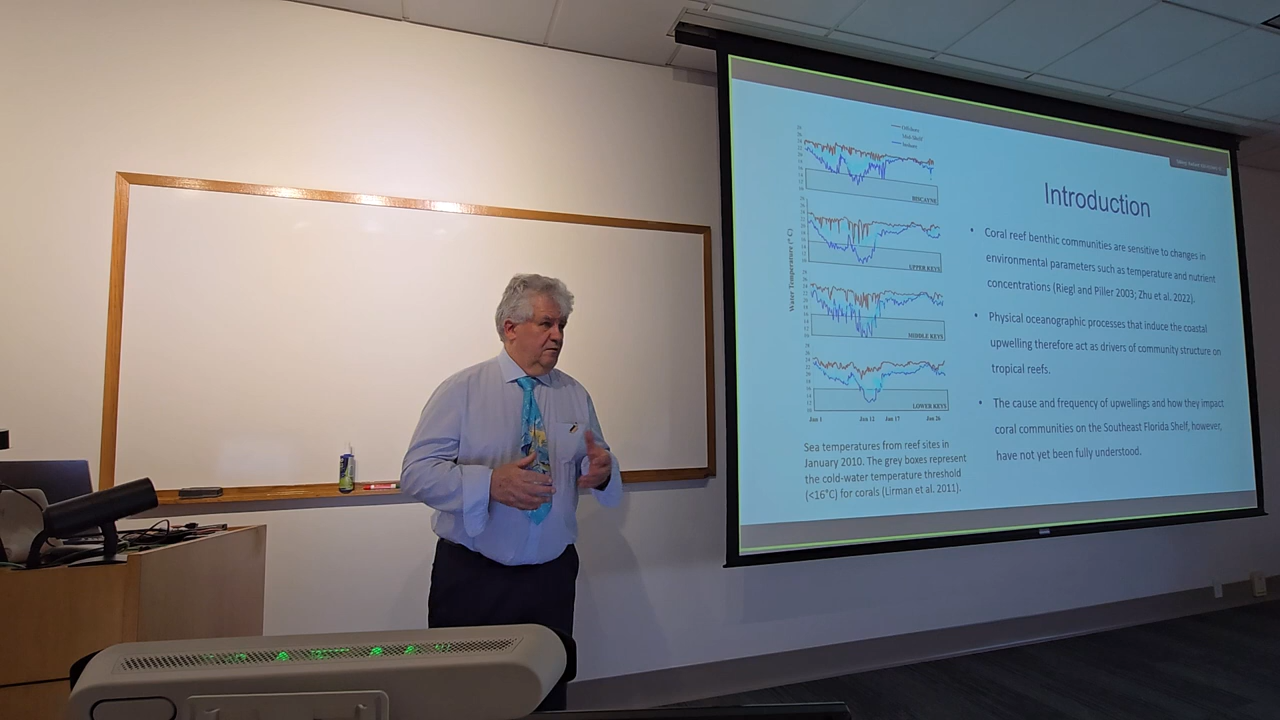 Offshore
Inshore
BISCAYNE
UPPER KEYS
MIDDLE KEYS
LOWER KEYS
Water Temperature (° C)
Jan 1 Jan 12 Jan 17 Jan 26
Sea temperatures from reef sites in
January 2010. The grey boxes represent
the cold-water temperature threshold
(<16°C) for corals (Lirman et al. 2011).
Introduction
• Coral reef benthic communities are sensitive to changes in
environmental parameters such as temperature and nutrient
concentrations (Riegl and Piller 2003; Zhu et al. 2022).
• Physical oceanographic processes that induce the coastal
upwelling therefore act as drivers of community structure on
tropical reefs.
• The cause and frequency of upwellings and how they impact
coral communities on the Southeast Florida Shelf, however,
have not yet been fully understood.